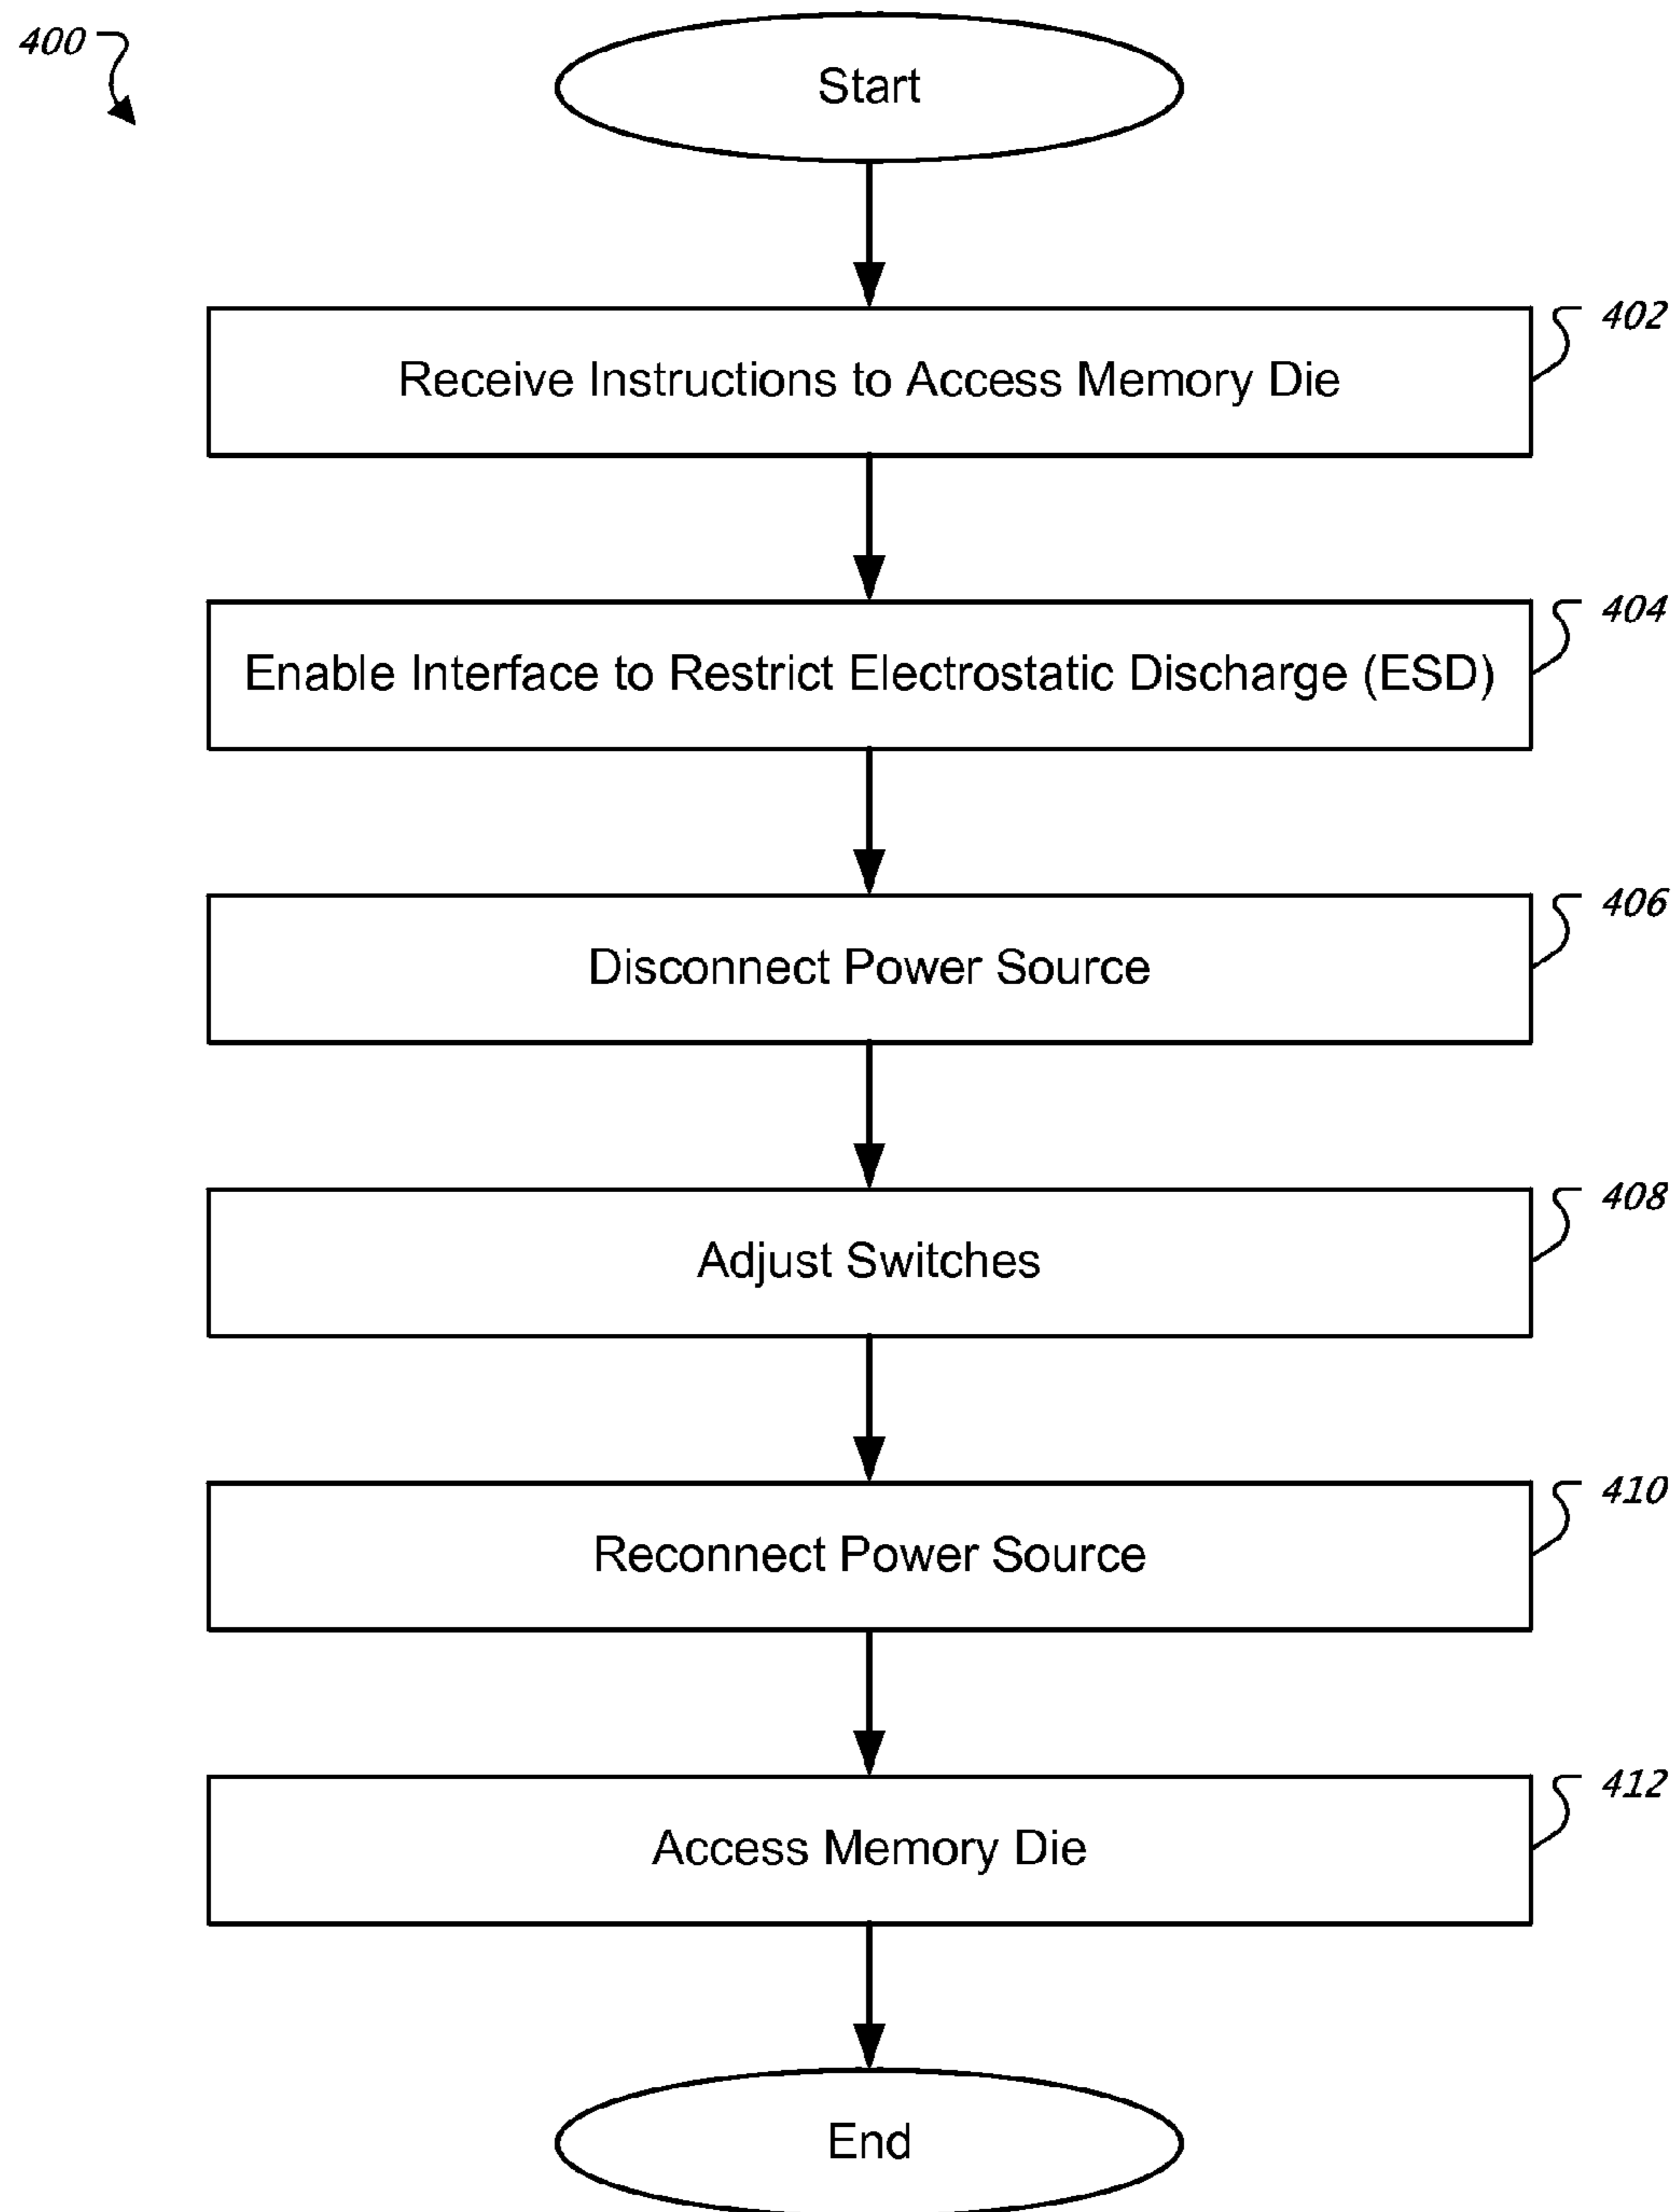 400
Start
Receive Instructions to Access Memory Die
402
Enable Interface to Restrict Electrostatic Discharge (ESD)
404
Disconnect Power Source
406
Adjust Switches
408
Reconnect Power Source
410
Access Memory Die
412
End